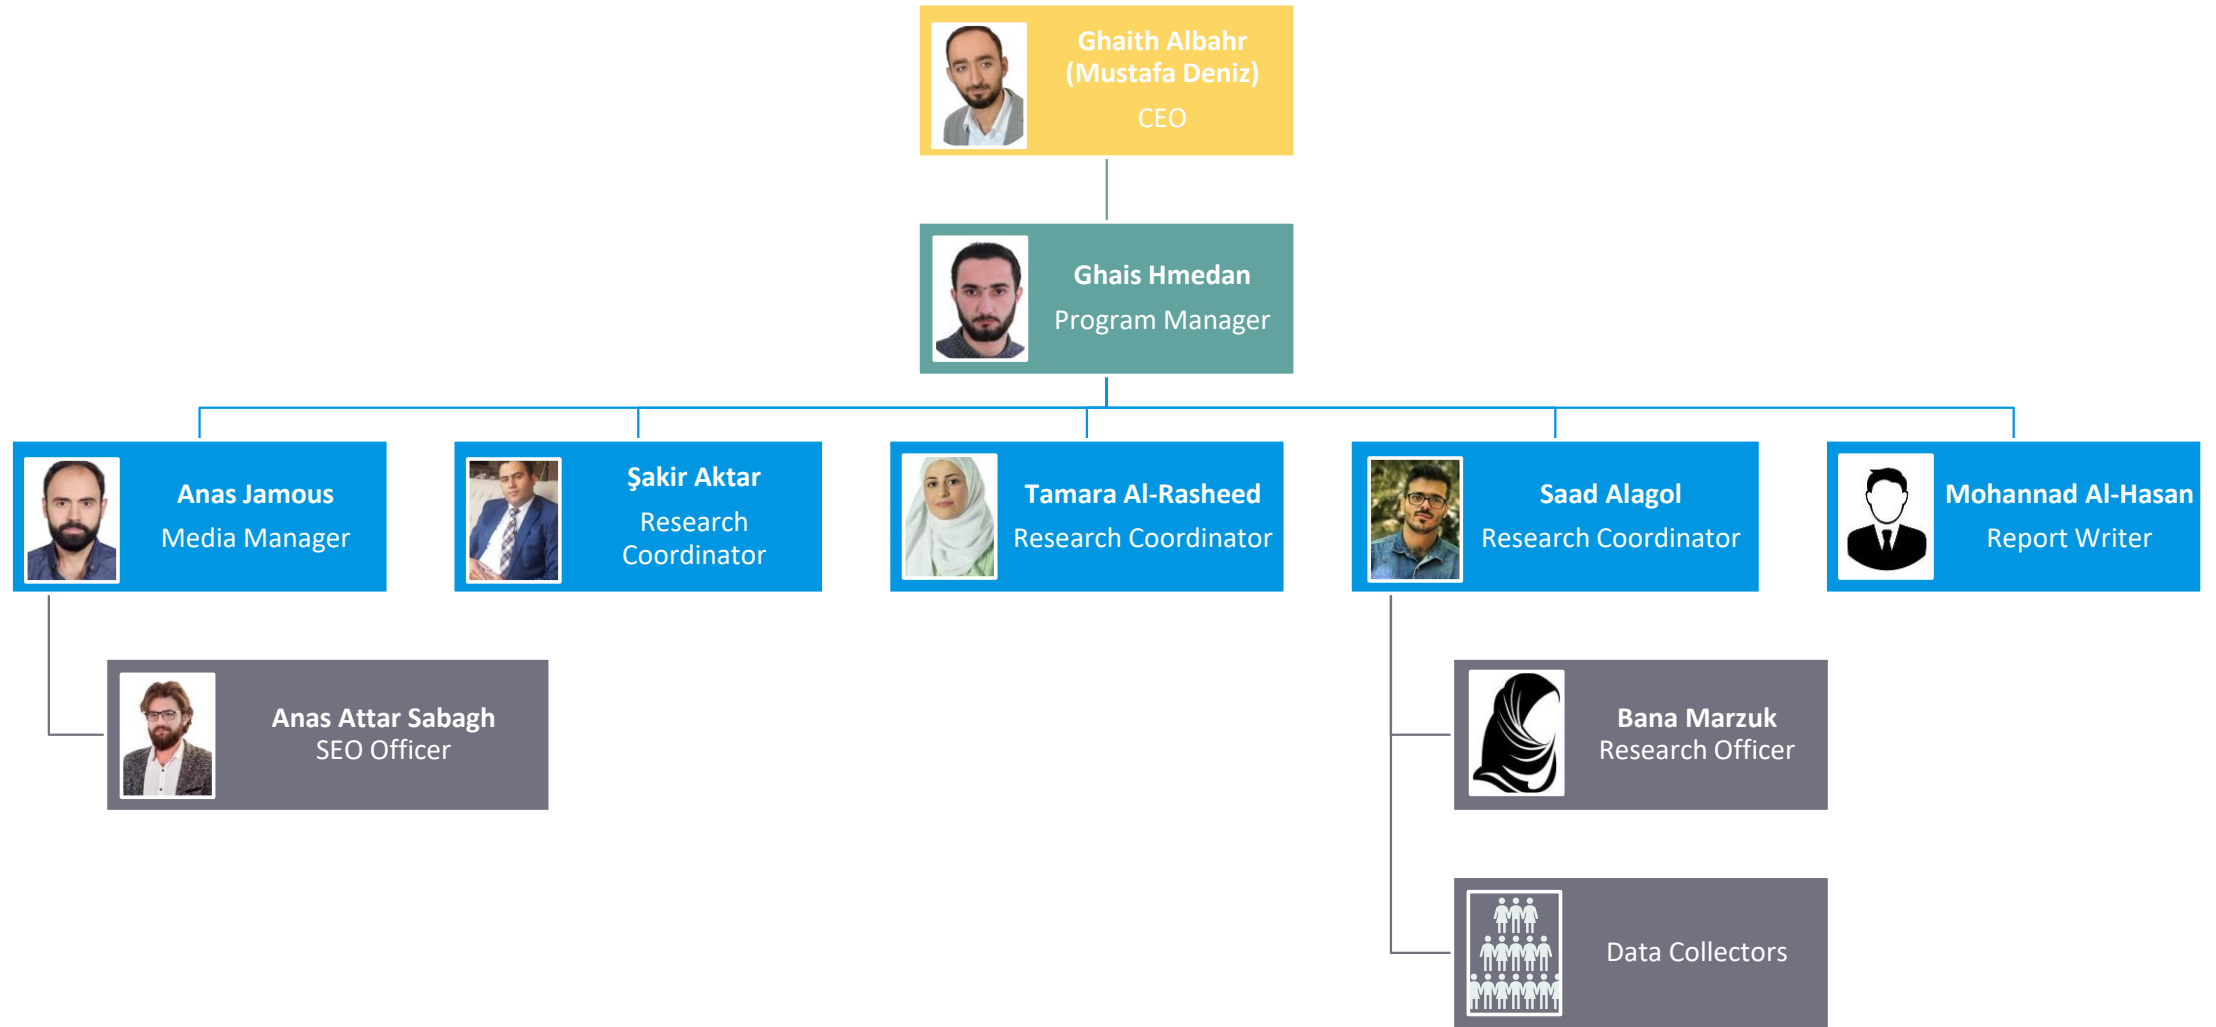 Ghaith Albahr
(Mustafa Deniz)
CEO
Ghais Hmedan
Program Manager
Anas Jamous
Media Manager
Şakir Aktar
Research
Coordinator
Tamara Al-Rasheed
Research Coordinator
Saad Alagol
Research Coordinator
Mohannad Al-Hasan
Report Writer
Anas Attar Sabagh
SEO Officer
Bana Marzuk
Research Officer
Data Collectors